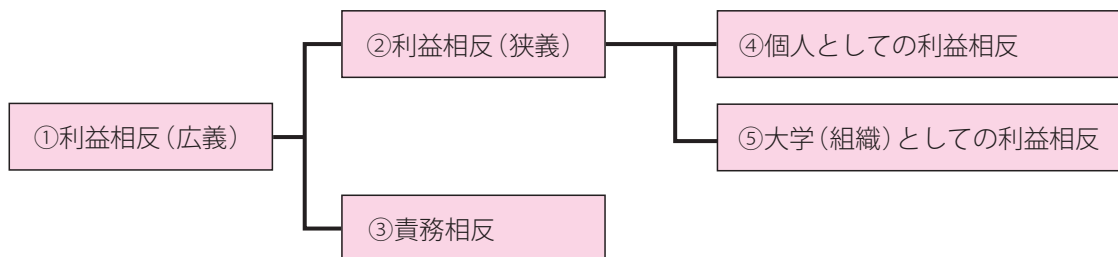 ②利益相反（狭義）
④個人としての利益相反
①利益相反（広義）
⑤大学（組織）としての利益相反
③責務相反